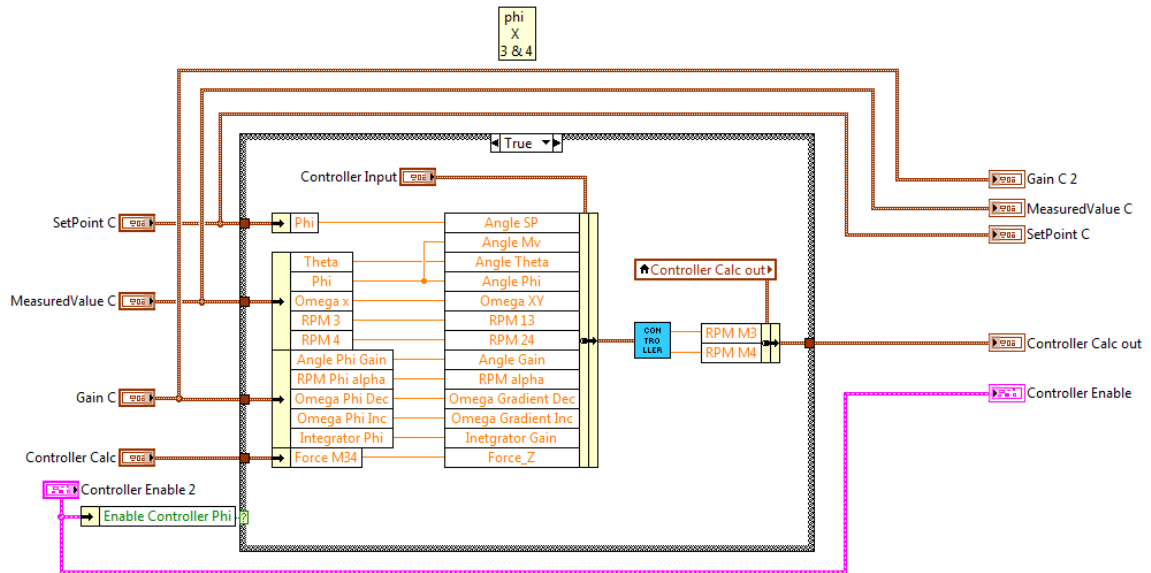 phi
X
3 & 4
True
Controller Input
SetPoint C
Phi
Angle SP
Angle Mv
Theta
Angle Theta
Phi
Angle Phi
MeasuredValue C
Omega x
Omega XY
RPM 3
RPM 13
RPM 4
RPM 24
Angle Phi Gain
Angle Gain
RPM Phi alpha
RPM alpha
Gain C
Omega Phi Dec
Omega Gradient Dec
Omega Phi Inc
Omega Gradient Inc
Integrator Phi
Inetgrator Gain
Controller Calc
Force M34
Force_Z
Controller Enable 2
Enable Controller Phi
?
Controller Calc out
CON
TRO
LLER
RPM M3
RPM M4
Gain C 2
MeasuredValue C
SetPoint C
Controller Calc out
Controller Enable